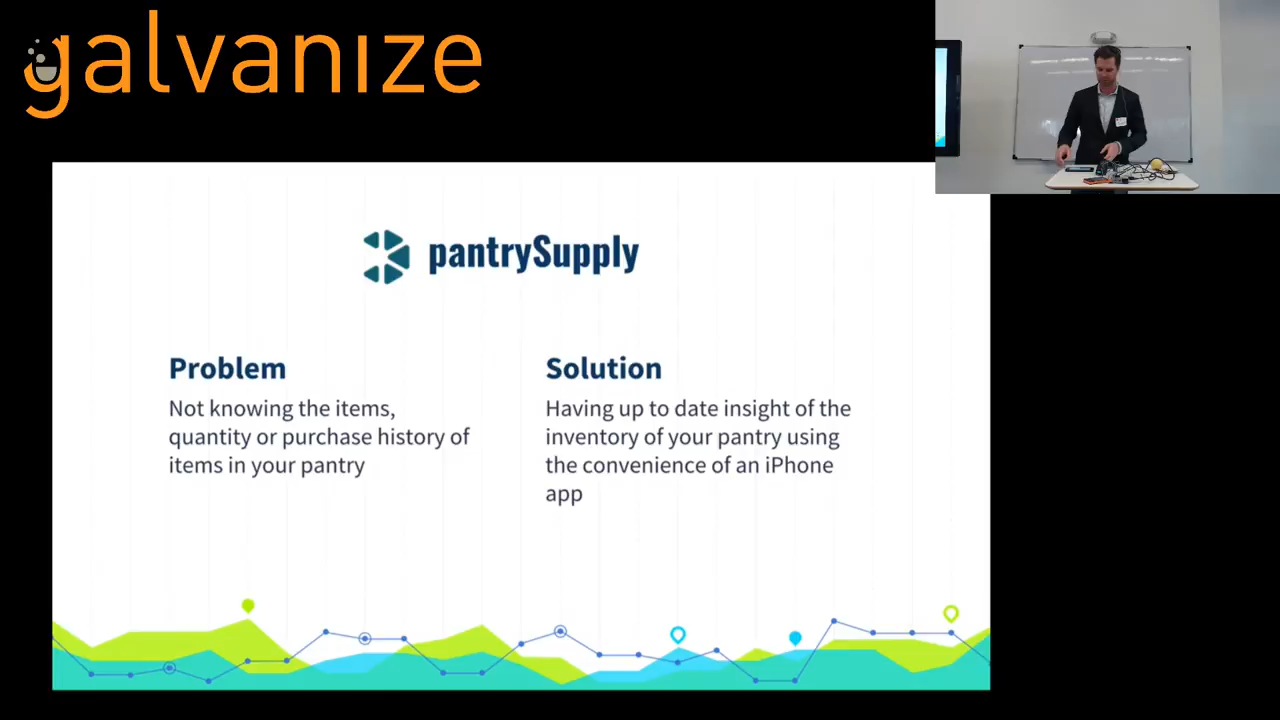 galvanize
pantrySupply
Problem
Not knowing the items,
quantity or purchase history of
items in your pantry
Solution
Having up to date insight of the
inventory of your pantry using
the convenience of an iPhone
app